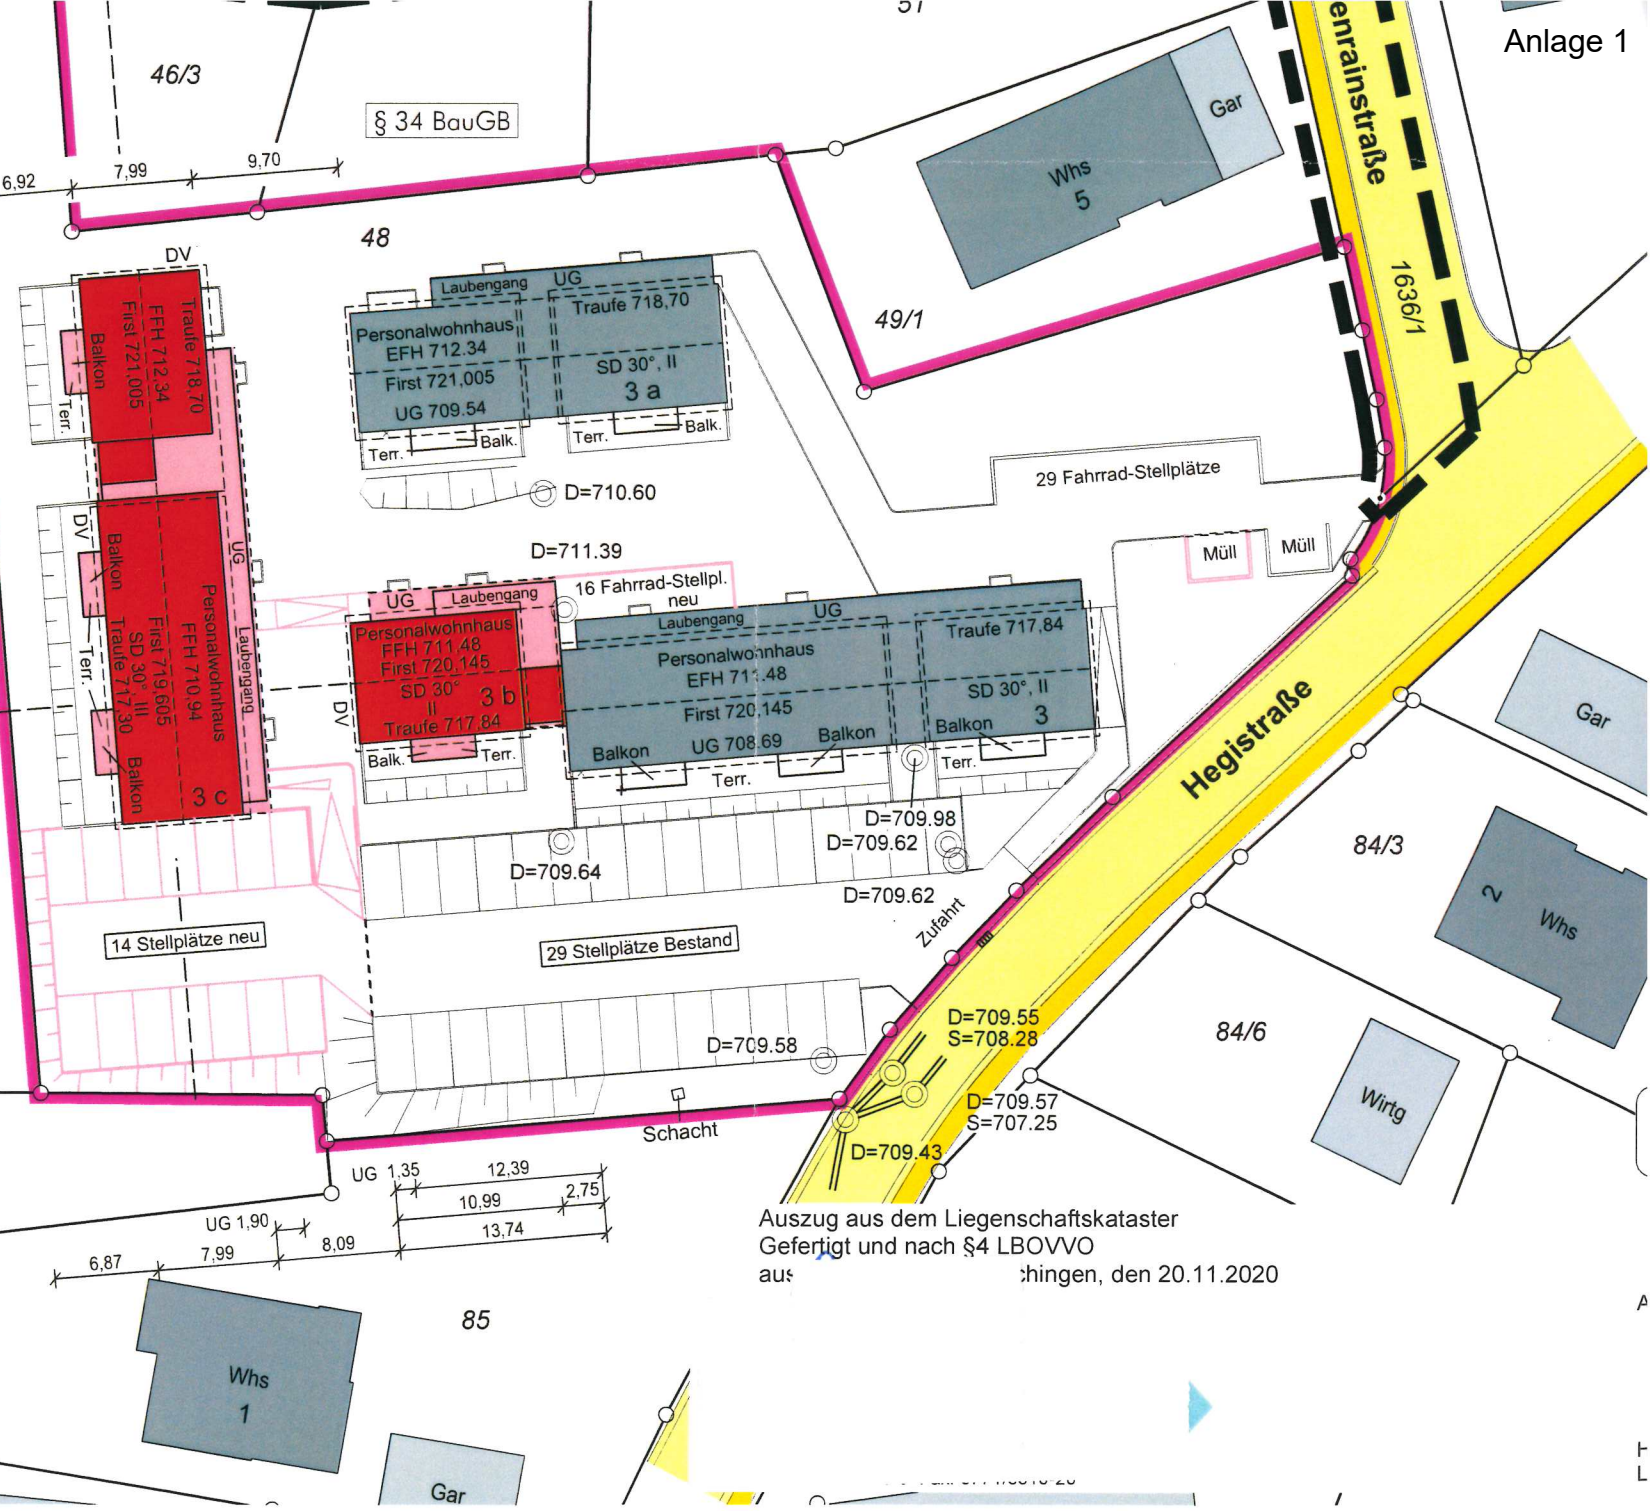 Anlage 1
51
46/3
§ 34 BauGB
enrainstraße
Gar
Whs
5
6,92
7,99
9,70
48
49/1
1636/1
DV
Traufe 718,70
FFH 712,34
First 721,005
Balkon
Terr.
Laubengang
UG
Personalwohnhaus
EFH 712.34
First 721,005
UG 709.54
Traufe 718,70
SD 30°, II
3 a
Terr.
Balk.
Terr.
Balk.
D=710.60
29 Fahrrad-Stellplätze
D=711.39
Müll
Müll
16 Fahrrad-Stellpl.
neu
DV
Balkon
Terr.
UG
Laubengang
Personalwohnhaus
FFH 710,94
First 719,605
SD 30°, III
Traufe 717,30
Balkon
3 c
UG
Laubengang
Personalwohnhaus
FFH 711,48
First 720,145
SD 30°
II
3 b
Traufe 717,84
DV
Balk.
Terr.
Laubengang
UG
Personalwohnhaus
EFH 711.48
First 720,145
UG 708.69
Balkon
Balkon
Terr.
Traufe 717,84
SD 30°, II
Balkon
3
Terr.
Hegistraße
Gar
D=709.98
D=709.62
D=709.64
D=709.62
84/3
2
Whs
Zufahrt
14 Stellplätze neu
29 Stellplätze Bestand
D=709.58
D=709.55
S=708.28
84/6
D=709.57
S=707.25
Wirtg
Schacht
D=709.43
UG 1,35
12,39
10,99
2,75
13,74
UG 1,90
6,87
7,99
8,09
Auszug aus dem Liegenschaftskataster
Gefertigt und nach §4 LBOVVO
aus
chingen, den 20.11.2020
85
Whs
1
Gar